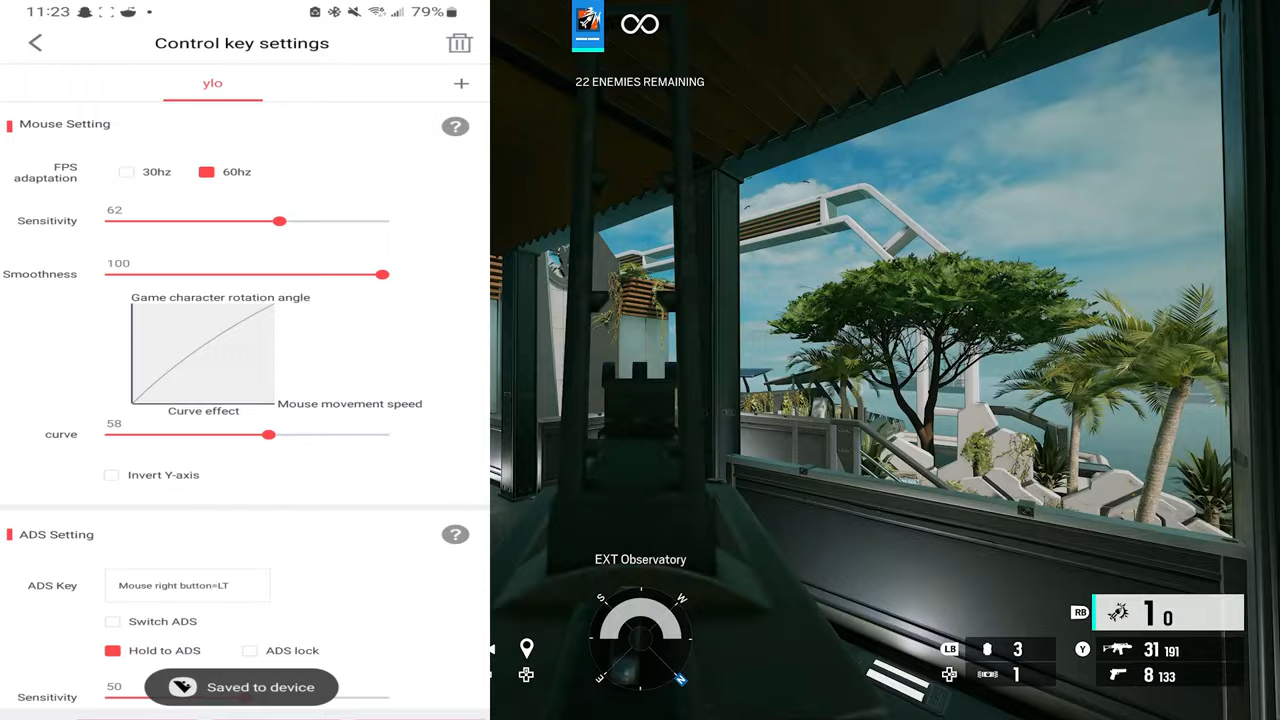 11:23
79%
Control key settings
ylo
+
Mouse Setting
?
FPS
adaptation
30hz
60hz
62
Sensitivity
100
Smoothness
Game character rotation angle
Mouse movement speed
Curve effect
58
curve
Invert Y-axis
ADS Setting
?
ADS Key
Mouse right button=LT
Switch ADS
Hold to ADS
ADS lock
50
Sensitivity
Saved to device
22 ENEMIES REMAINING
EXT Observatory
S
W
E
N
RB
1 0
LB
3
Y
31 191
1
8 133